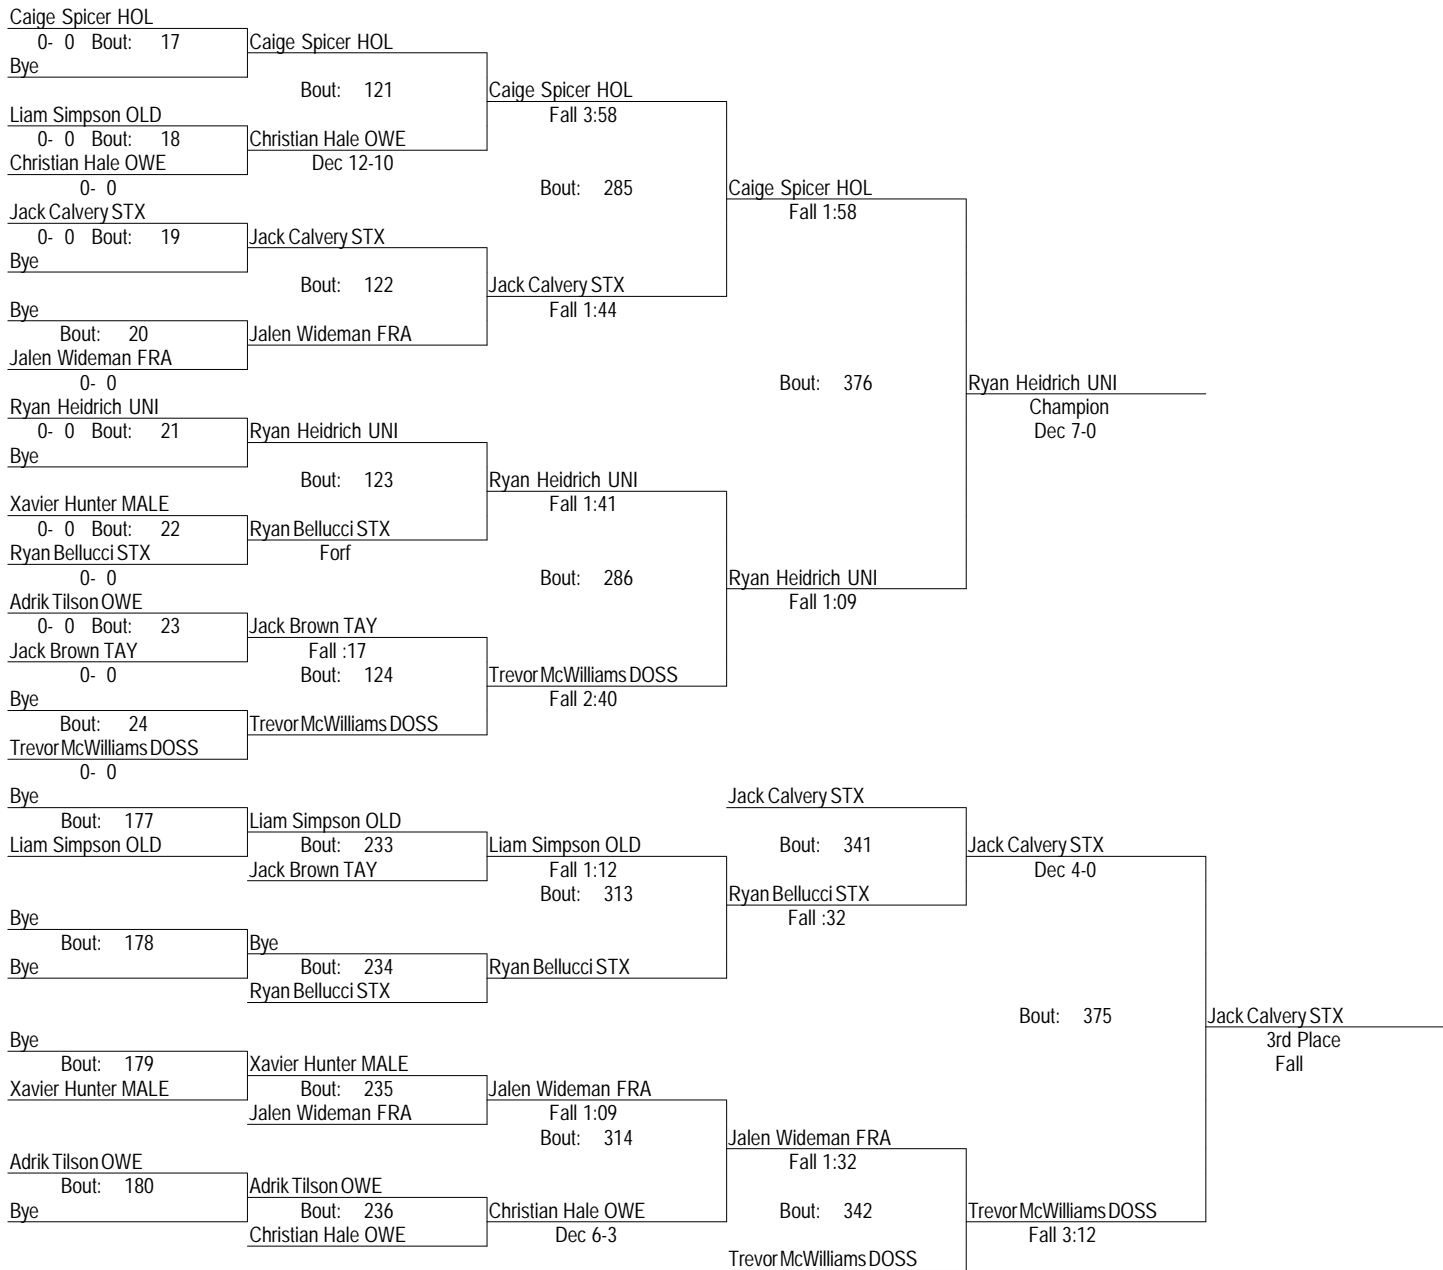 Caige Spicer HOL
0- 0 Bout: 17
Caige Spicer HOL
Bye
Bout: 121
Caige Spicer HOL
Fall 3:58
Liam Simpson OLD
0- 0 Bout: 18
Christian Hale OWE
Christian Hale OWE
Dec 12-10
0- 0
Bout: 285
Caige Spicer HOL
Fall 1:58
Jack Calvery STX
0- 0 Bout: 19
Jack Calvery STX
Bye
Bout: 122
Jack Calvery STX
Fall 1:44
Bye
Bout: 20
Jalen Wideman FRA
Jalen Wideman FRA
0- 0
Bout: 376
Ryan Heidrich UNI
Champion
Dec 7-0
Ryan Heidrich UNI
0- 0 Bout: 21
Ryan Heidrich UNI
Bye
Bout: 123
Ryan Heidrich UNI
Fall 1:41
Xavier Hunter MALE
0- 0 Bout: 22
Ryan Bellucci STX
Ryan Bellucci STX
Forf
0- 0
Bout: 286
Ryan Heidrich UNI
Fall 1:09
Adrik Tilson OWE
0- 0 Bout: 23
Jack Brown TAY
Jack Brown TAY
Fall :17
0- 0
Bout: 124
Trevor McWilliams DOSS
Fall 2:40
Bye
Bout: 24
Trevor McWilliams DOSS
Trevor McWilliams DOSS
0- 0
Bye
Jack Calvery STX
Bout: 177
Liam Simpson OLD
Liam Simpson OLD
Bout: 233
Liam Simpson OLD
Bout: 341
Jack Calvery STX
Jack Brown TAY
Fall 1:12
Dec 4-0
Bout: 313
Ryan Bellucci STX
Bye
Fall :32
Bout: 178
Bye
Bye
Bout: 234
Ryan Bellucci STX
Ryan Bellucci STX
Bout: 375
Jack Calvery STX
3rd Place
Fall
Bye
Bout: 179
Xavier Hunter MALE
Xavier Hunter MALE
Bout: 235
Jalen Wideman FRA
Jalen Wideman FRA
Fall 1:09
Bout: 314
Jalen Wideman FRA
Fall 1:32
Adrik Tilson OWE
Bout: 180
Adrik Tilson OWE
Bye
Bout: 236
Christian Hale OWE
Bout: 342
Trevor McWilliams DOSS
Christian Hale OWE
Dec 6-3
Fall 3:12
Trevor McWilliams DOSS